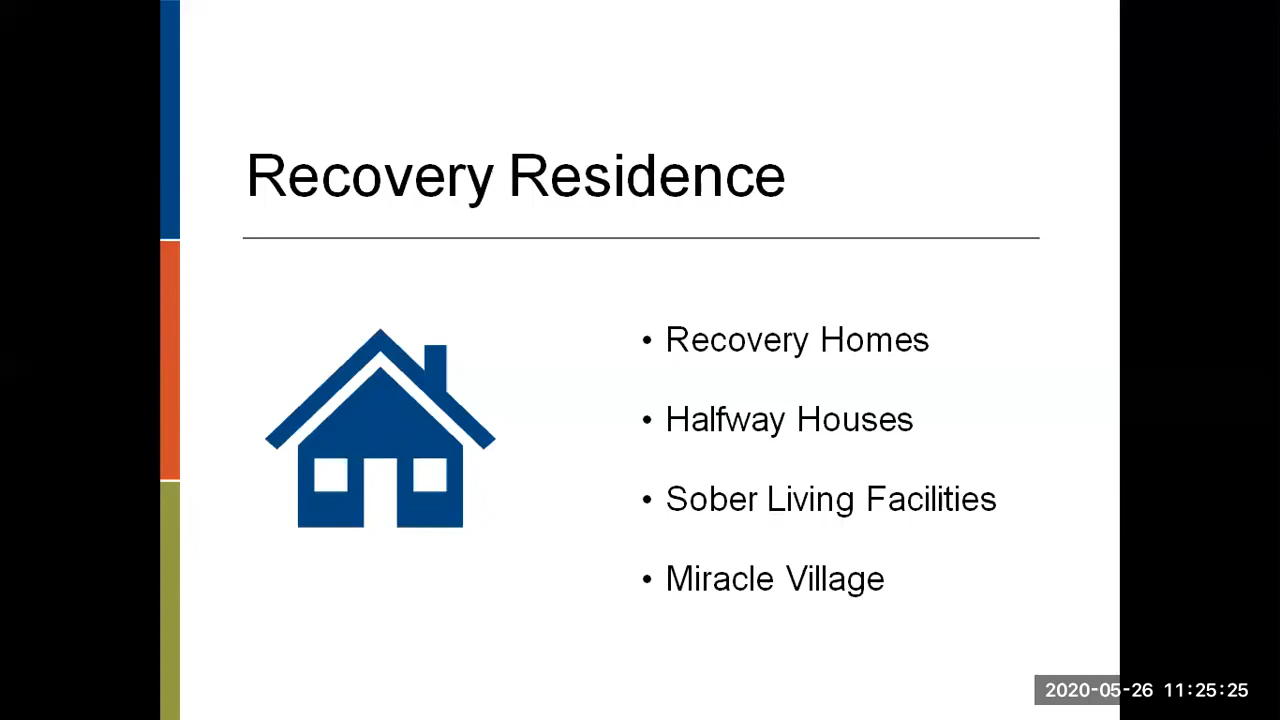 Recovery Residence
• Recovery Homes
• Halfway Houses
• Sober Living Facilities
• Miracle Village
2020-05-26 11:25:25